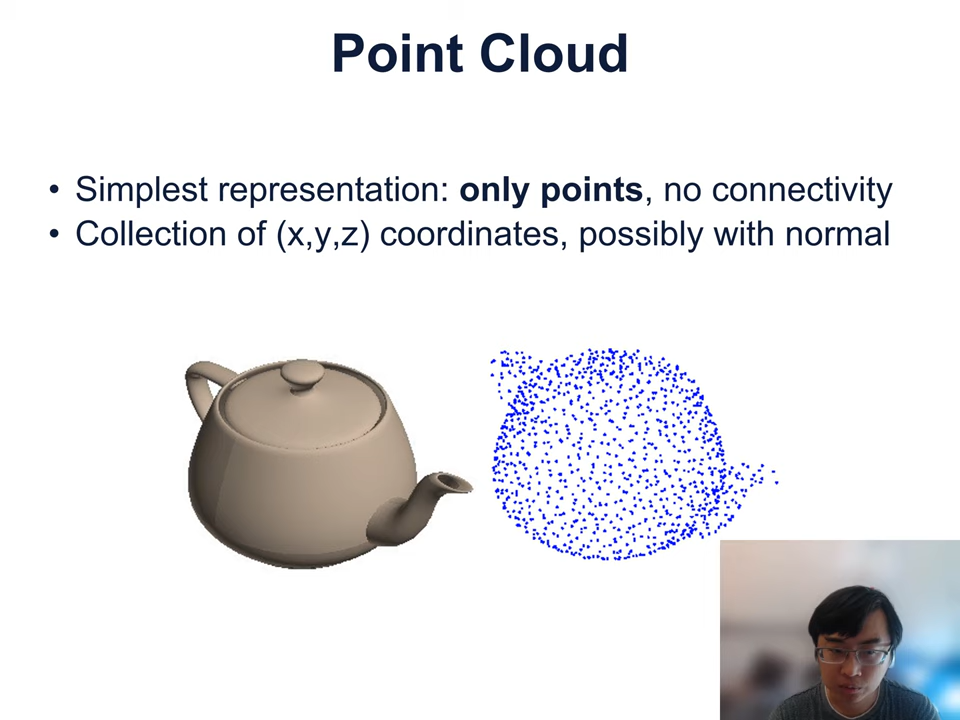 Point Cloud
• Simplest representation: only points, no connectivity
• Collection of (x,y,z) coordinates, possibly with normal